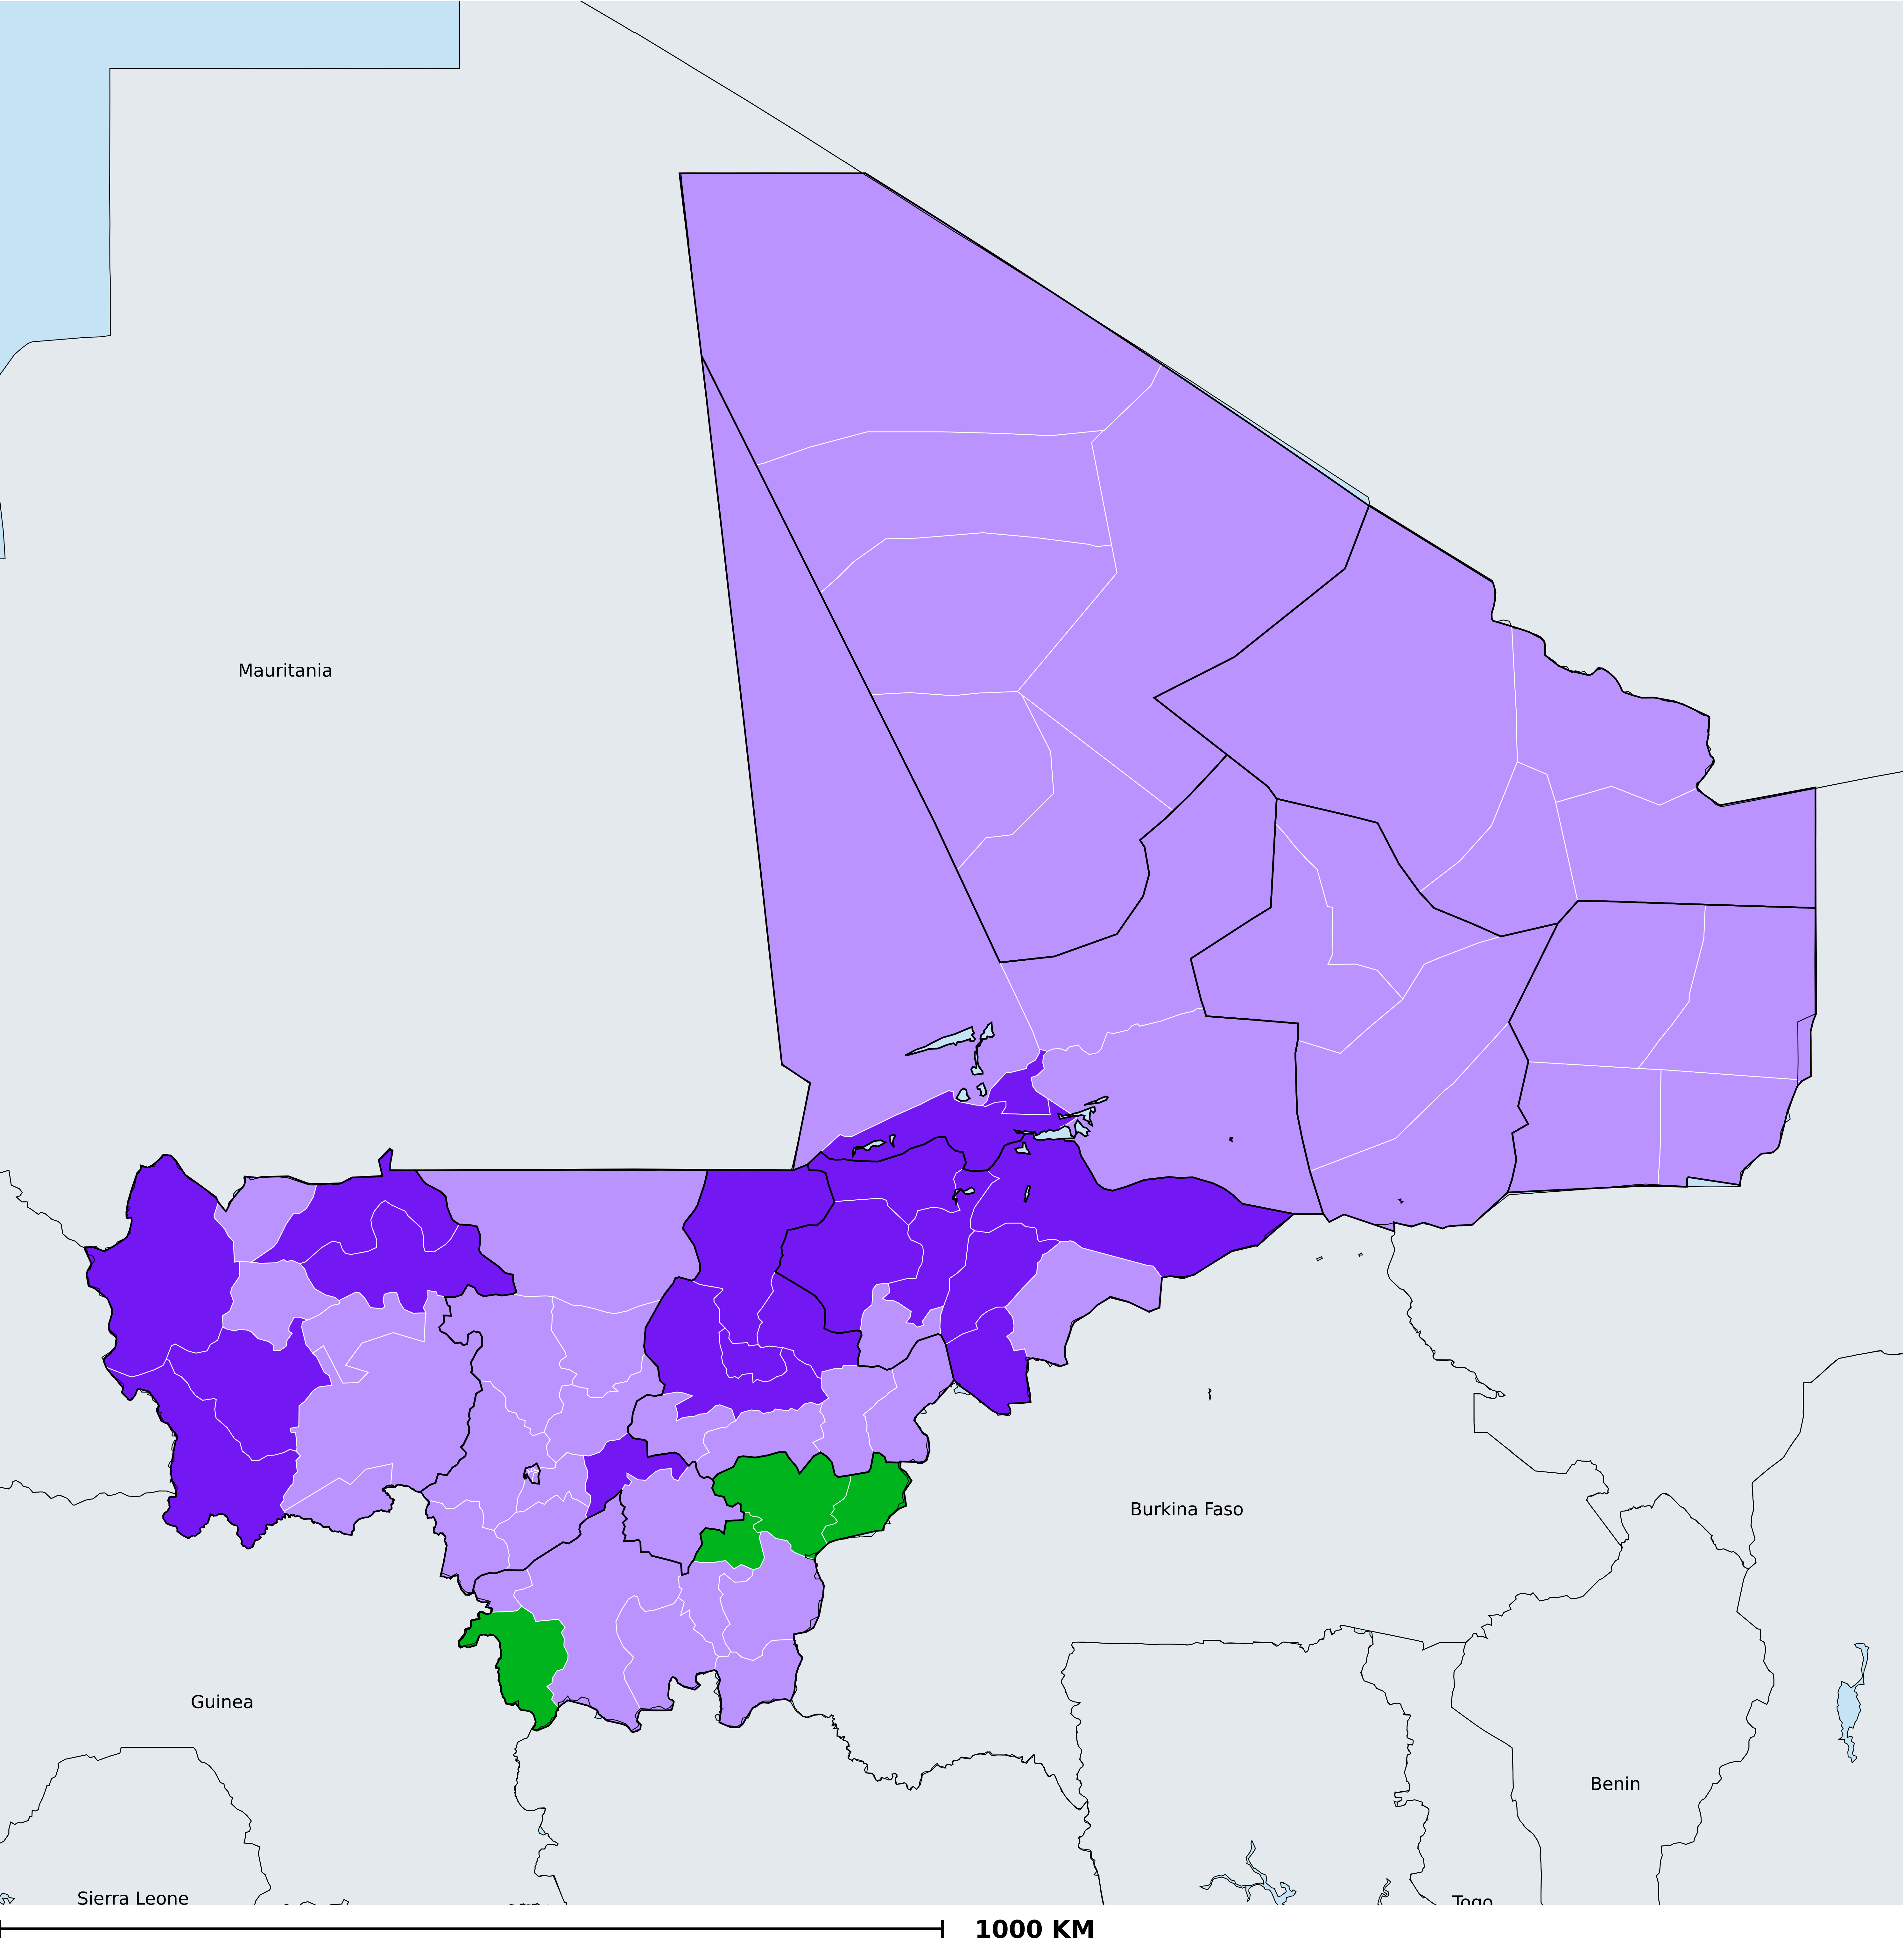 Mauritania
Burkina Faso
Guinea
Benin
Sierra Leone
Togo
1000 KM